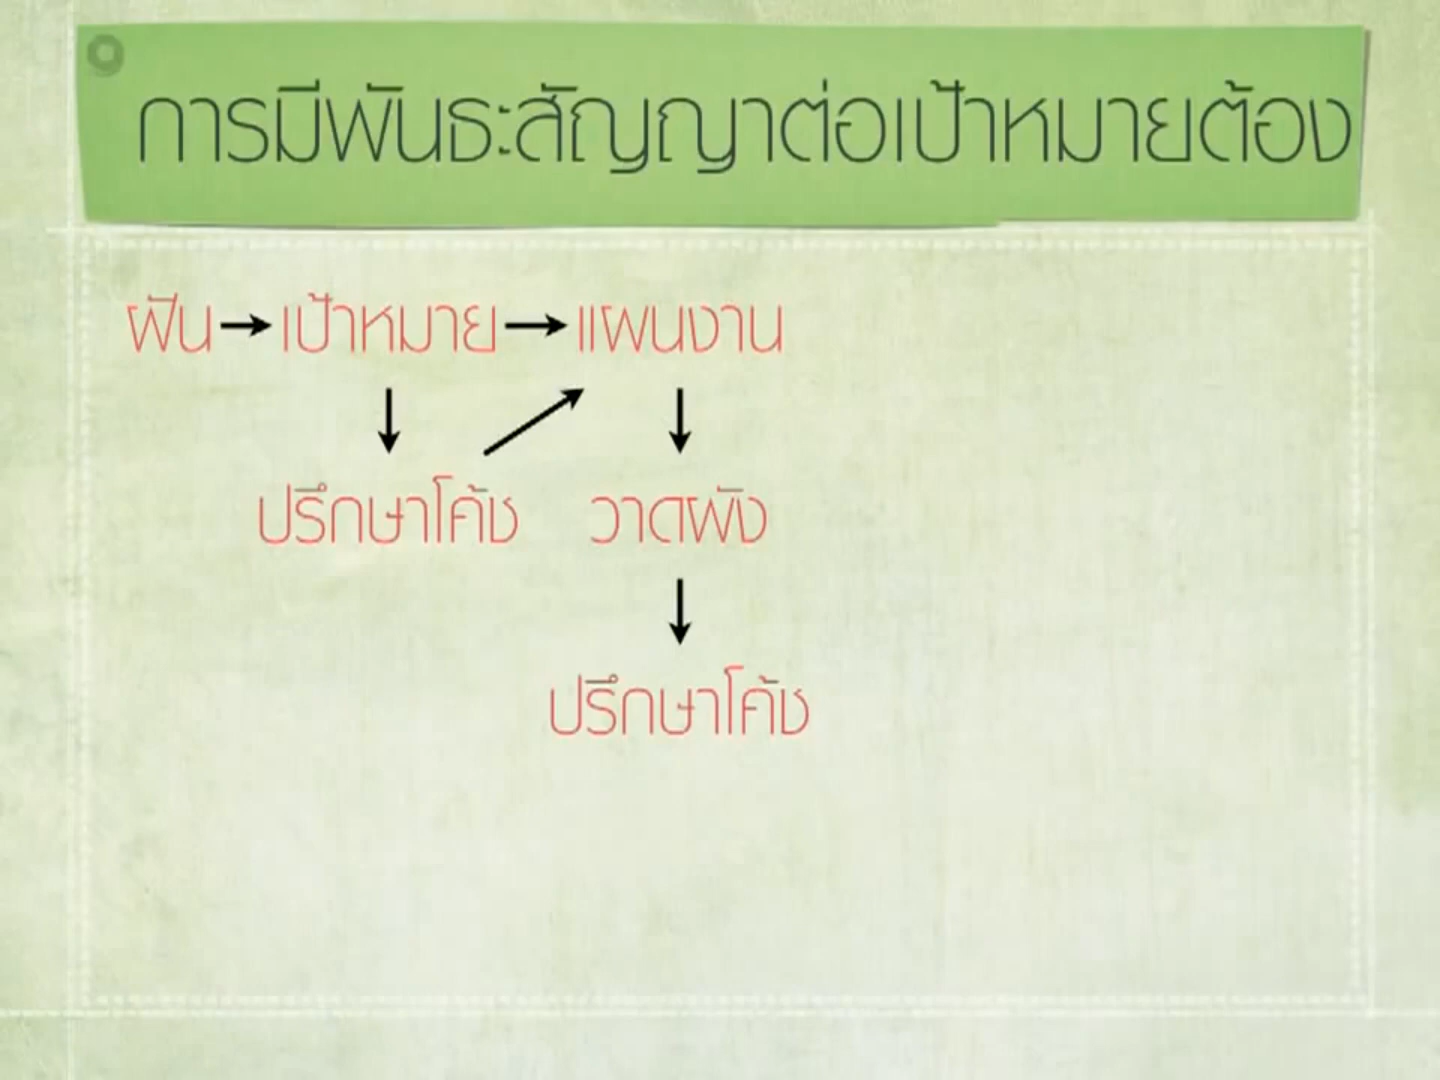 การมีพันธะสัญญาต่อเป้าหมายต้อง
ฝัน→เป้าหมาย→แผนงาน
ปรึกษาโค้ช วาดผัง
ปรึกษาโค้ช